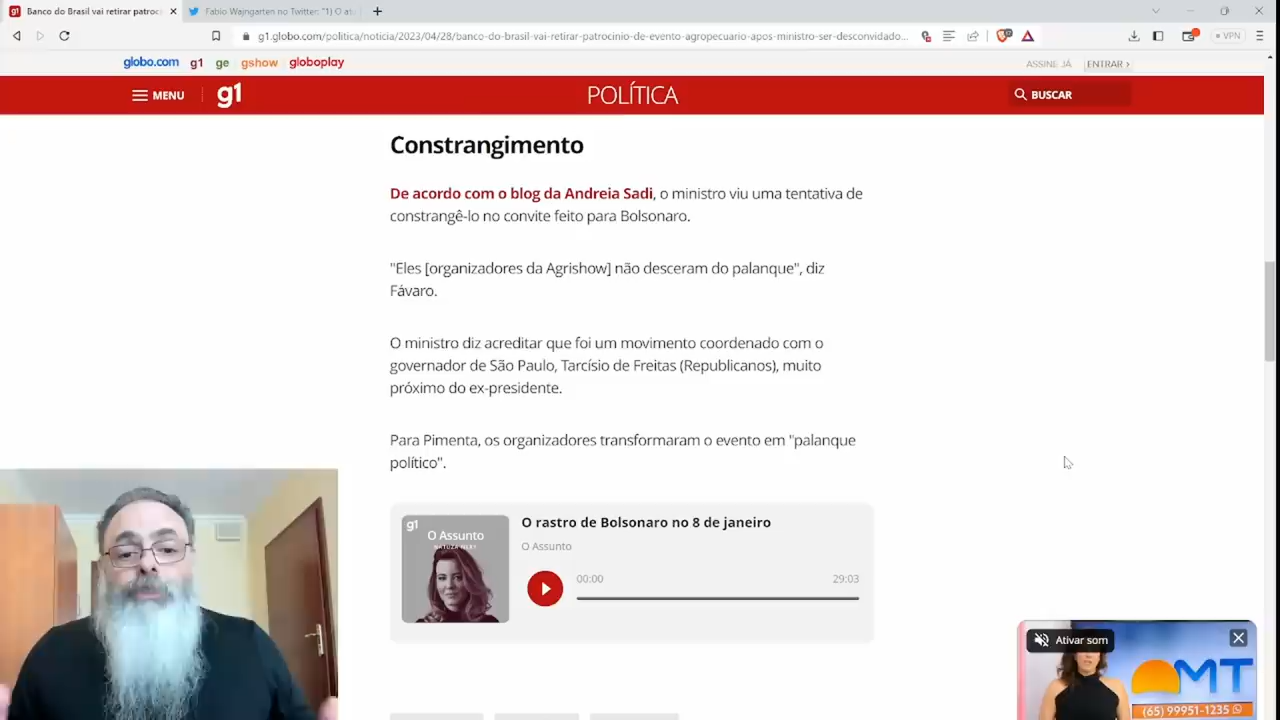 g1 Banco do Brasil vai retirar patroci
Fabio Wajngarten no Twitter: "1) O at
g1.globo.com/politica/noticia/2023/04/28/banco-do-brasil-vai-retirar-patrocinio-de-evento-agropecuario-apos-ministro-ser-desconvidado...
VPN
globo.com g1 ge gshow globoplay
ASSINE JÁ ENTRAR ›
MENU g1 POLÍTICA BUSCAR
Constrangimento
De acordo com o blog da Andreia Sadi, o ministro viu uma tentativa de
constrangê-lo no convite feito para Bolsonaro.
"Eles [organizadores da Agrishow] não desceram do palanque", diz
Fávaro.
O ministro diz acreditar que foi um movimento coordenado com o
governador de São Paulo, Tarcísio de Freitas (Republicanos), muito
próximo do ex-presidente.
Para Pimenta, os organizadores transformaram o evento em "palanque
político".
g1
O Assunto
NATUZA NERY
O rastro de Bolsonaro no 8 de janeiro
O Assunto
00:00 29:03
Ativar som
MT
(65) 99951-1235